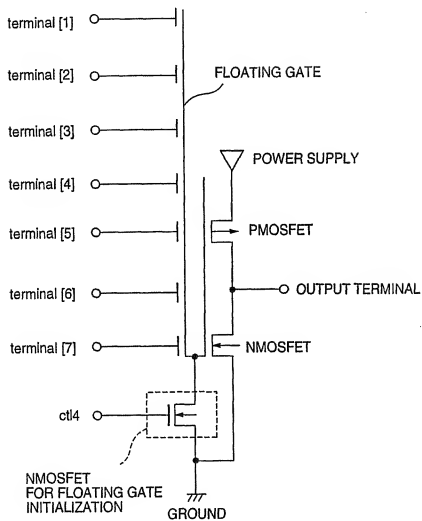 terminal [1]
terminal [2]
FLOATING GATE
terminal [3]
POWER SUPPLY
terminal [4]
terminal [5]
PMOSFET
terminal [6]
OUTPUT TERMINAL
terminal [7]
NMOSFET
ctl4
NMOSFET
FOR FLOATING GATE
INITIALIZATION
GROUND